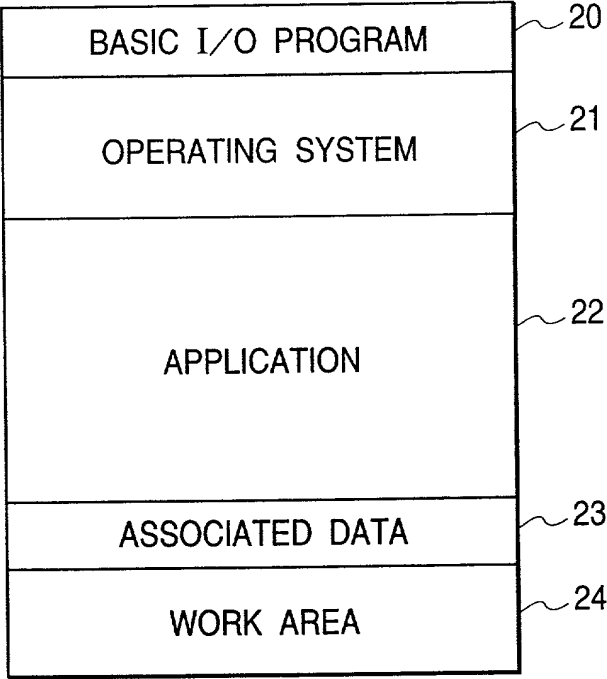 BASIC I/O PROGRAM 20
OPERATING SYSTEM 21
APPLICATION 22
ASSOCIATED DATA 23
WORK AREA 24